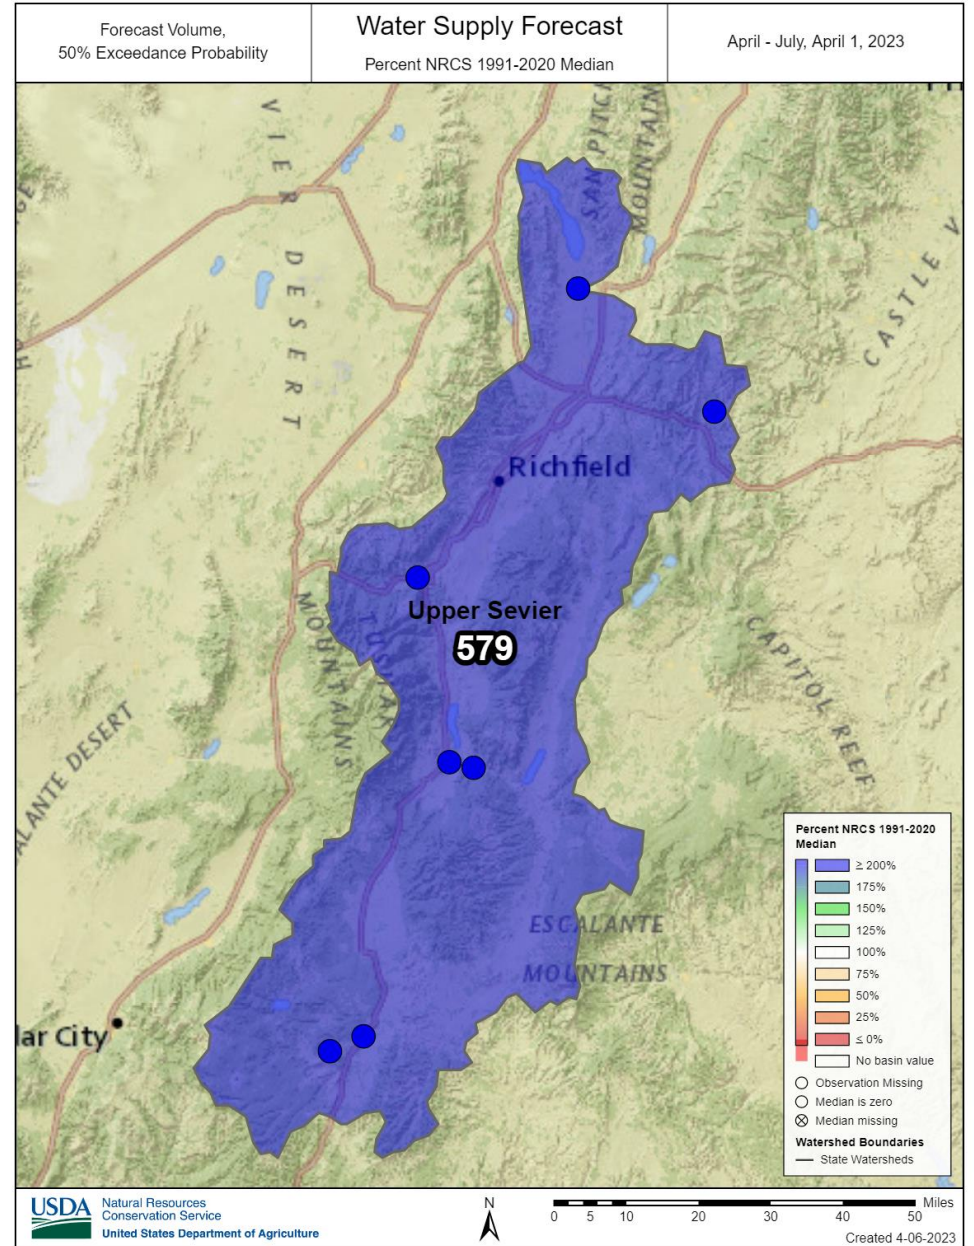 Forecast Volume,
50% Exceedance Probability
Water Supply Forecast
Percent NRCS 1991-2020 Median
April - July, April 1, 2023
VIER DESERT
SAN PITCH
MOUNTAIN
CASTLE V
Richfield
Upper Sevier
579
MOUNTAINS
TUSHAR
CAPITOL REEF
ALANTE DESERT
ESCALANTE
MOUNTAINS
lar City
Percent NRCS 1991-2020
Median
≥ 200%
175%
150%
125%
100%
75%
50%
25%
≤ 0%
No basin value
Observation Missing
Median is zero
Median missing
Watershed Boundaries
State Watersheds
USDA
Natural Resources
Conservation Service
United States Department of Agriculture
N
Miles
0 5 10 20 30 40 50
Created 4-06-2023